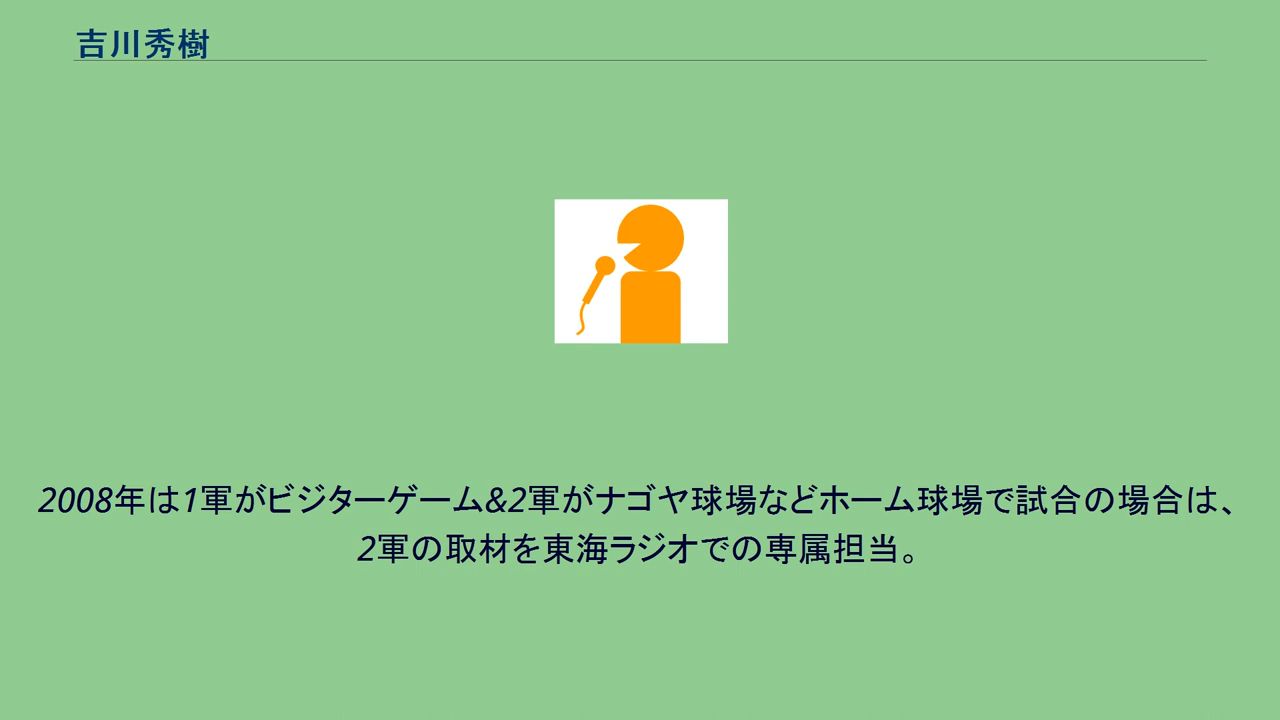 吉川秀樹
2008年は1軍がビジターゲーム&2軍がナゴヤ球場などホーム球場で試合の場合は、
2軍の取材を東海ラジオでの専属担当。